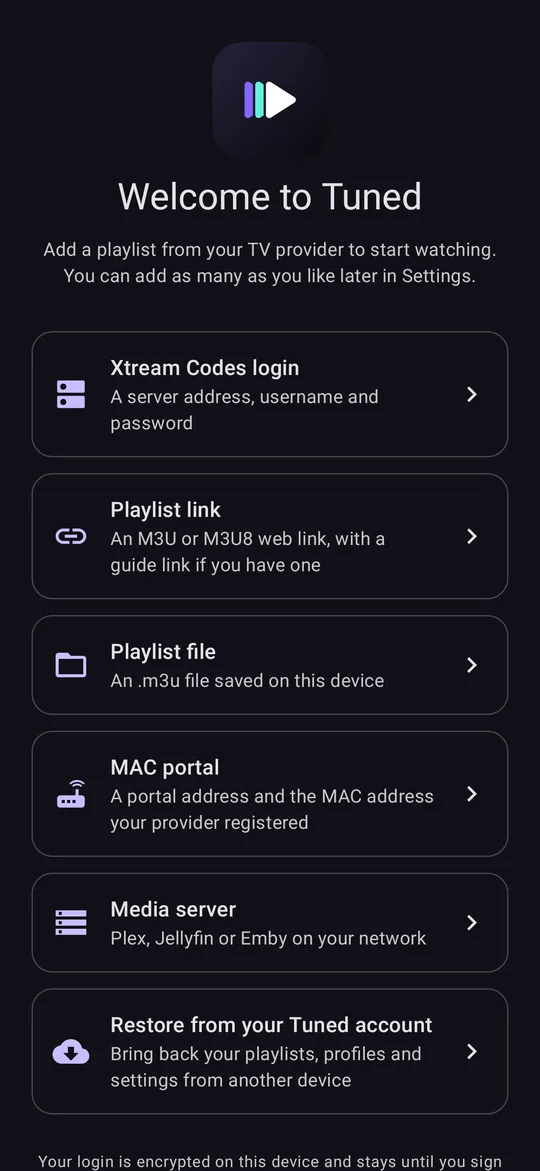 Welcome to Tuned
Add a playlist from your TV provider to start watching.
You can add as many as you like later in Settings.
Xtream Codes login
A server address, username and
password
Playlist link
An M3U or M3U8 web link, with a
guide link if you have one
Playlist file
An .m3u file saved on this device
MAC portal
A portal address and the MAC address
your provider registered
Media server
Plex, Jellyfin or Emby on your network
Restore from your Tuned account
Bring back your playlists, profiles and
settings from another device
Your login is encrypted on this device and stays until you sign